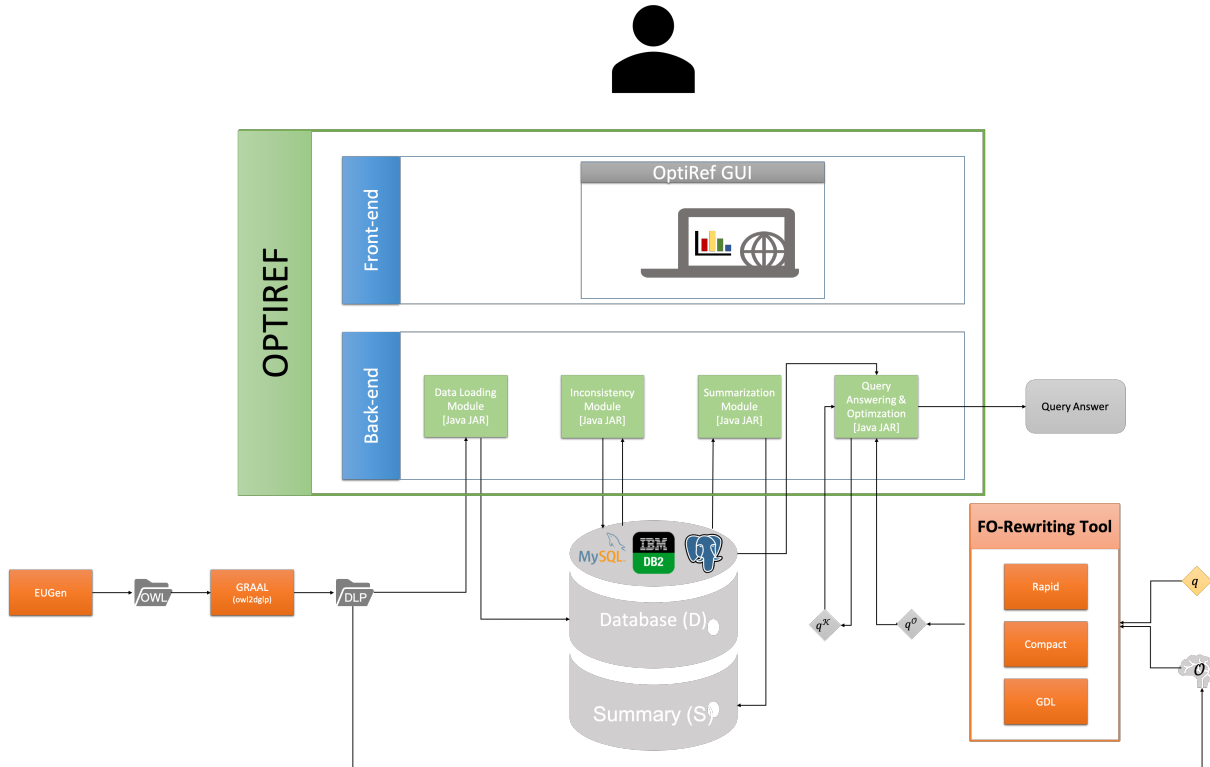 OptiRef GUI
Front-end
OPTIREF
Back-end
Data Loading
Module
[Java JAR]
Inconsistency
Module
[Java JAR]
Summarization
Module
[Java JAR]
Query
Answering &
Optimzation
[Java JAR]
Query Answer
FO-Rewriting Tool
Rapid
Compact
GDL
EUGen
OWL
GRAAL
(owl2dglp)
DLP
MySQL
IBM
DB2
Database (D)
Summary (S)
q^𝒦
q^𝒪
q
𝒪